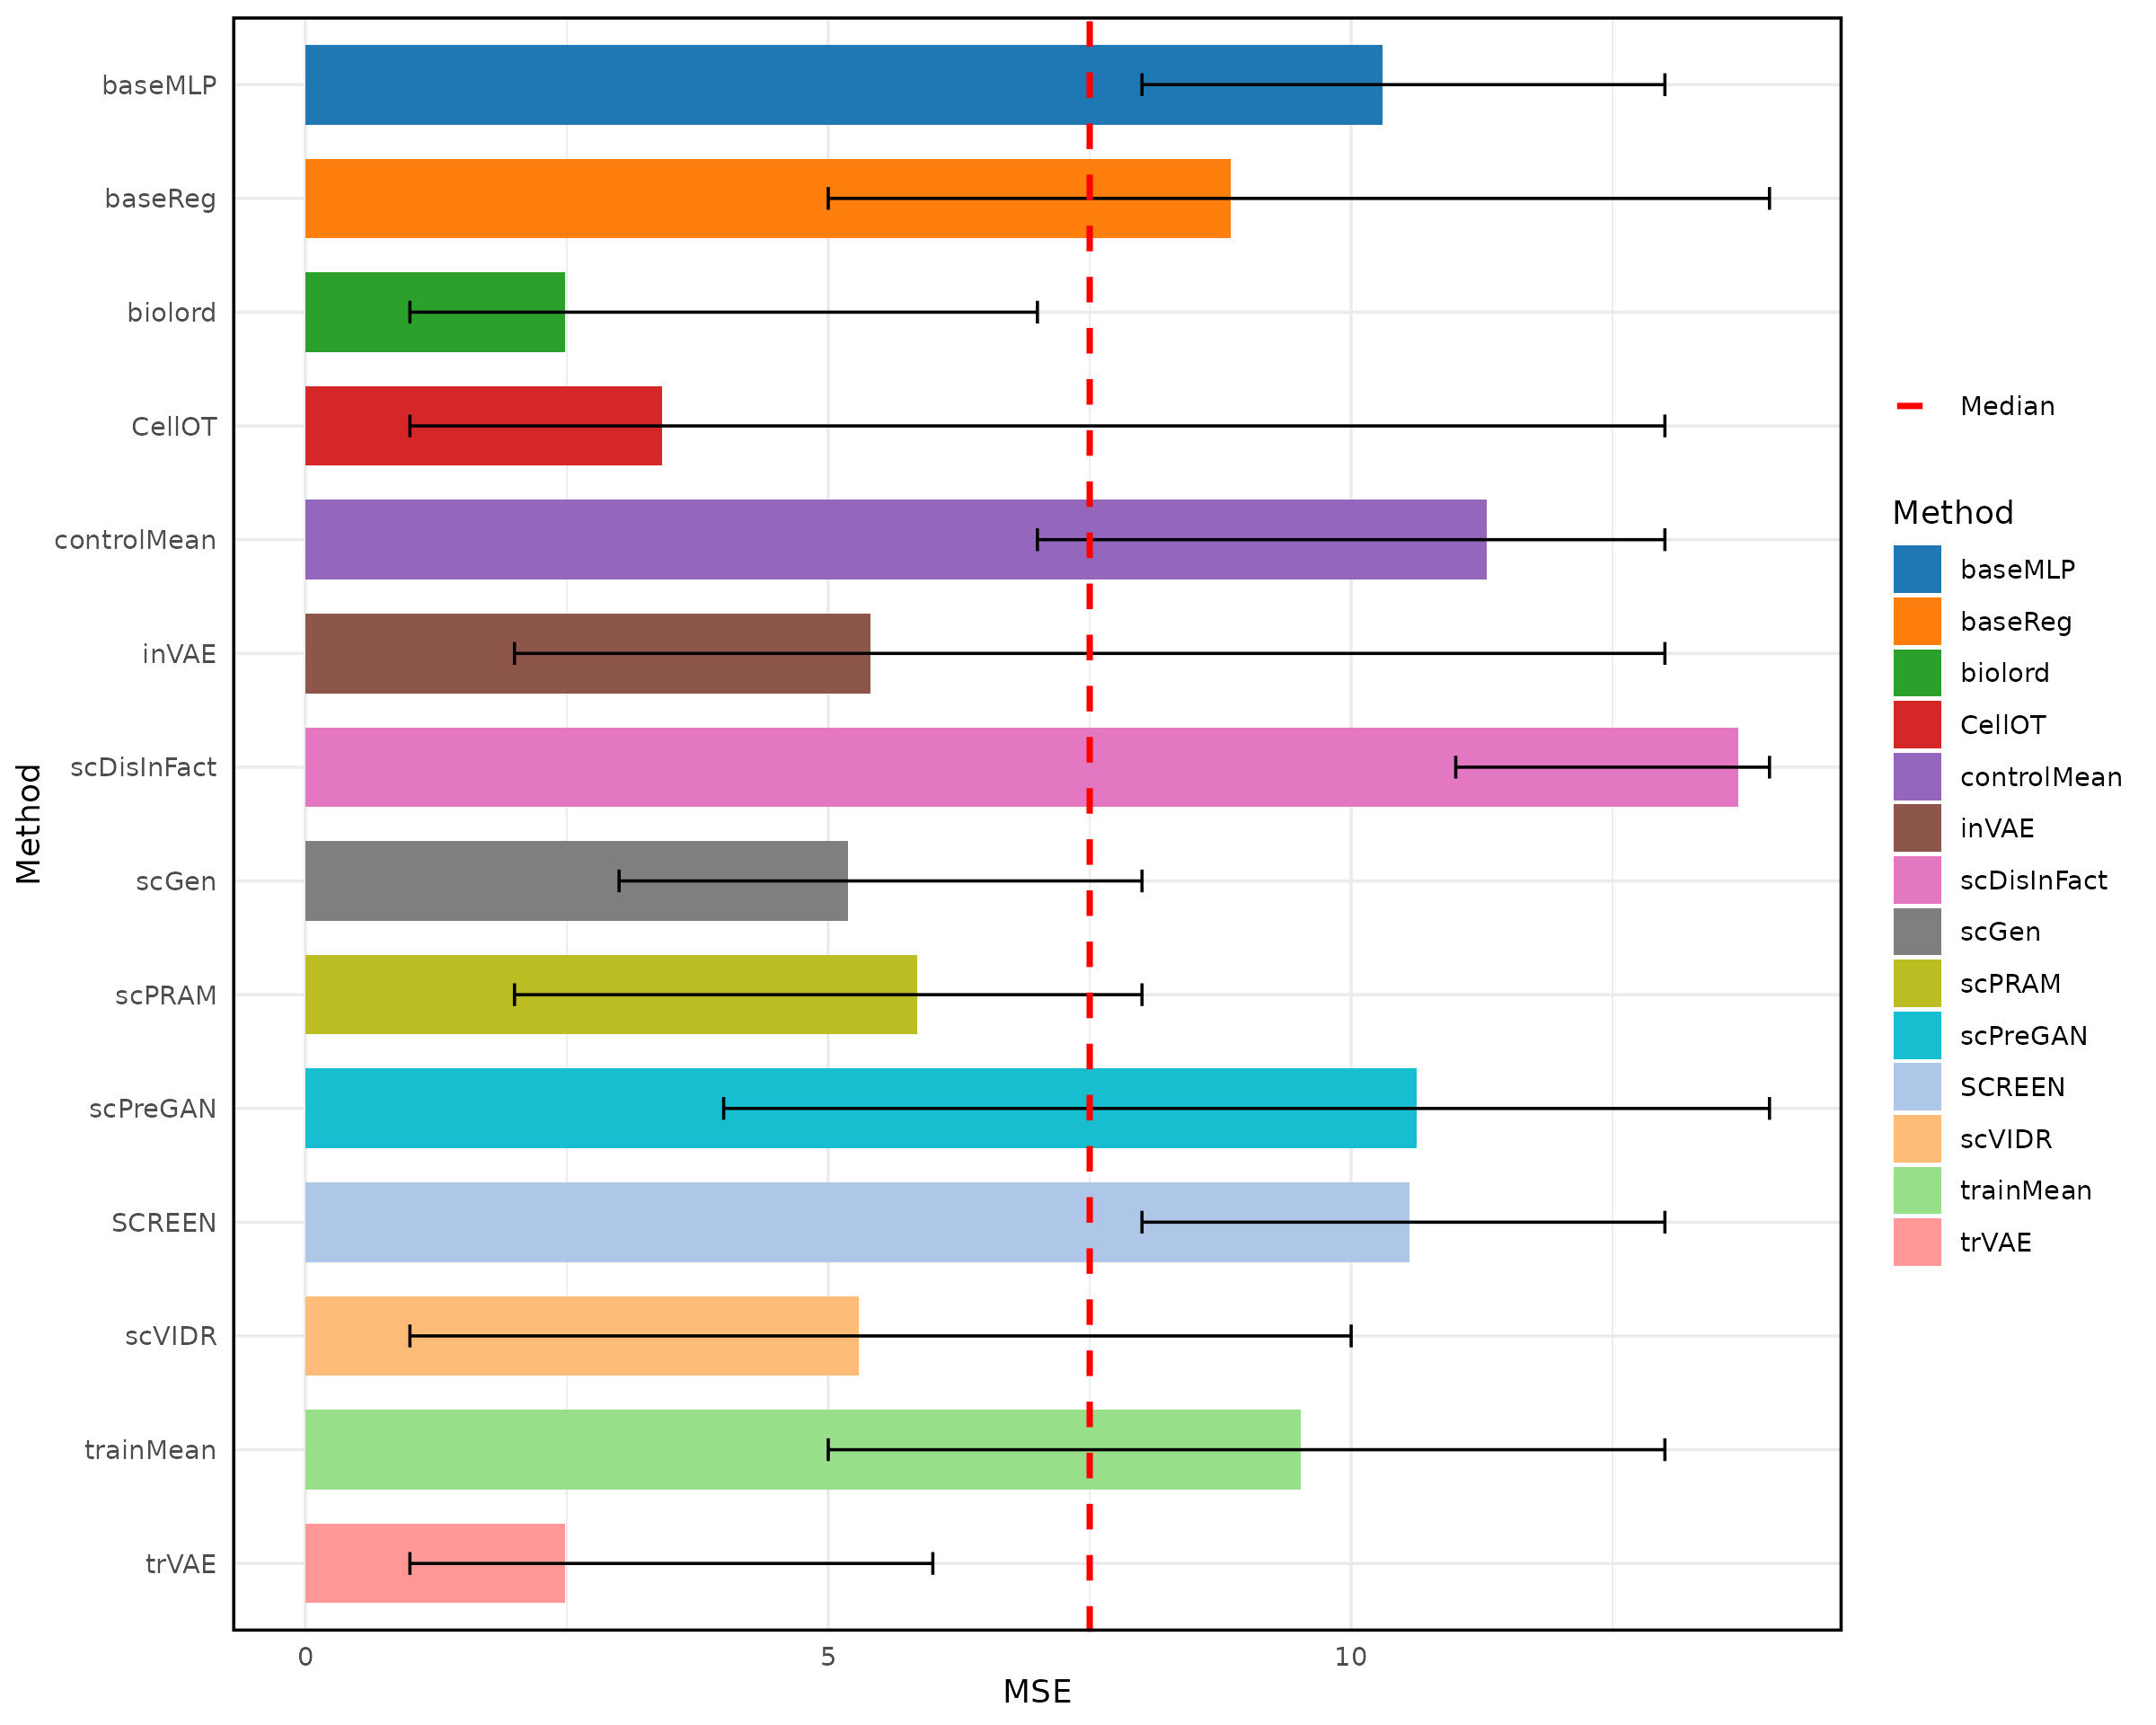 baseMLP
baseReg
biolord
CellOT
controlMean
inVAE
scDisInFact
scGen
scPRAM
scPreGAN
SCREEN
scVIDR
trainMean
trVAE
Method
0 5 10
MSE
Median
Method
baseMLP
baseReg
biolord
CellOT
controlMean
inVAE
scDisInFact
scGen
scPRAM
scPreGAN
SCREEN
scVIDR
trainMean
trVAE